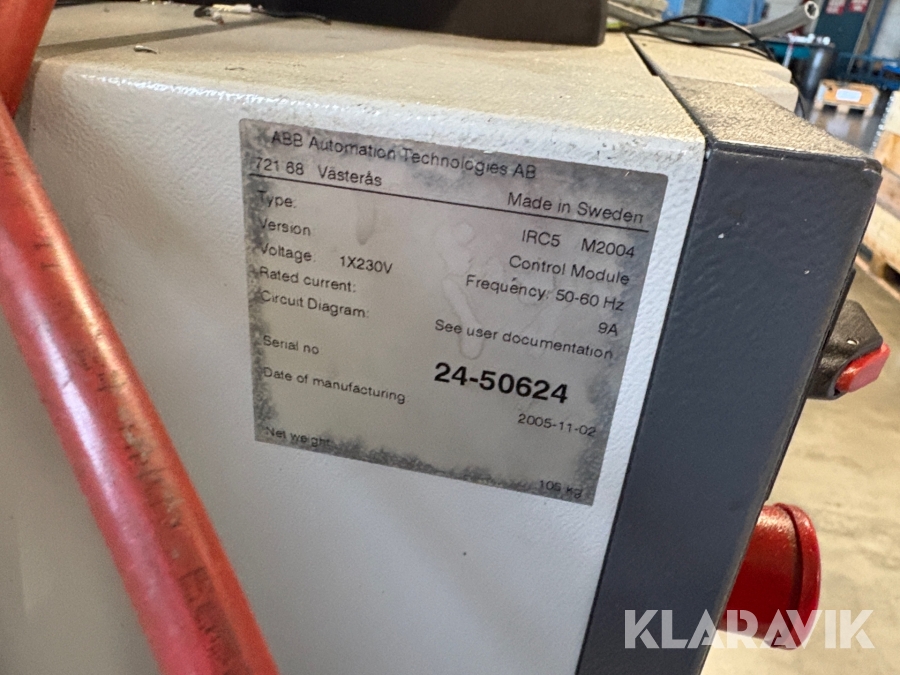 ABB Automation Technologies AB
721 68 Västerås Made in Sweden
Type: IRC5 M2004
Version Control Module
Voltage: 1X230V Frequency: 50-60 Hz
Rated current: 9A
Circuit Diagram: See user documentation
Serial no 24-50624
Date of manufacturing 2005-11-02
Net weight 105 kg
KLARAVIK